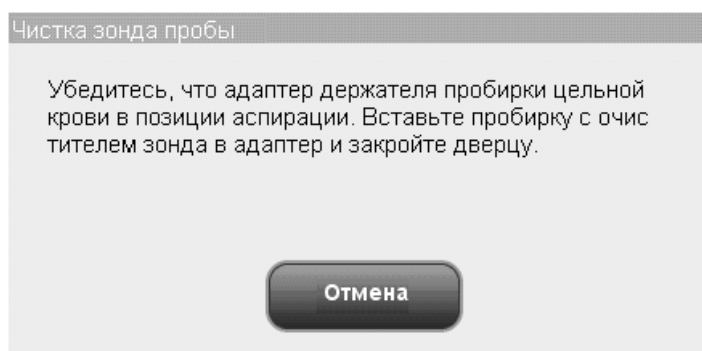 Чистка зонда пробы
Убедитесь, что адаптер держателя пробирки цельной
крови в позиции аспирации. Вставьте пробирку с очис
тителем зонда в адаптер и закройте дверцу.
Отмена